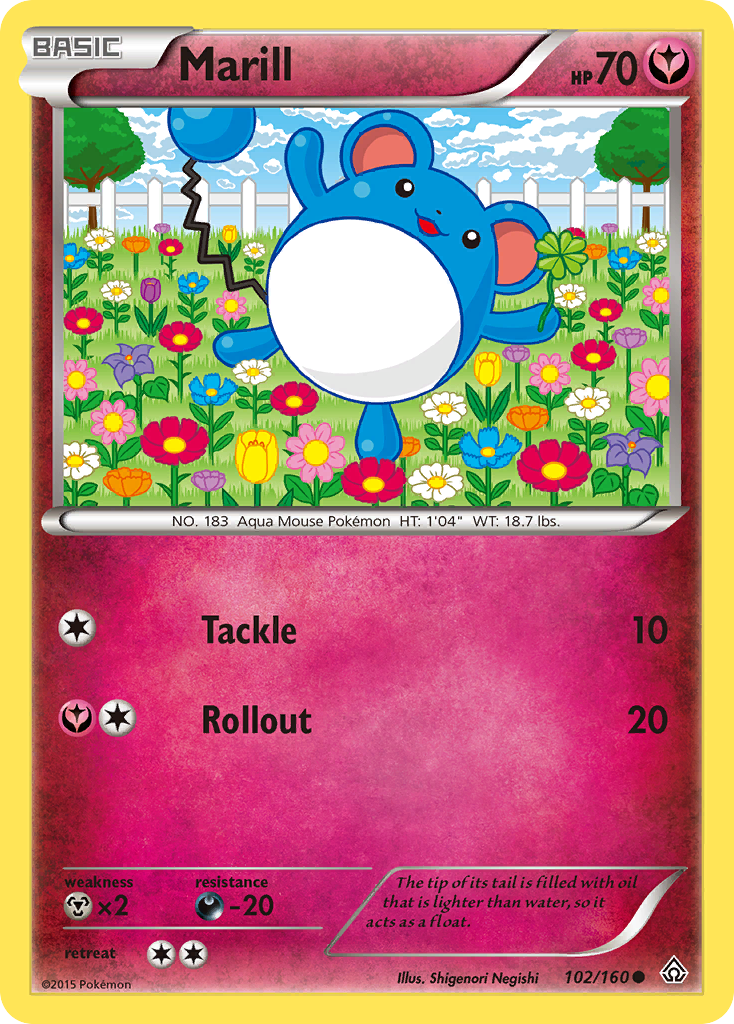 BASIC
Marill
HP 70
NO. 183 Aqua Mouse Pokémon HT: 1'04" WT: 18.7 lbs.
Tackle 10
Rollout 20
weakness resistance
×2 -20
The tip of its tail is filled with oil
that is lighter than water, so it
acts as a float.
retreat
©2015 Pokémon
Illus. Shigenori Negishi 102/160